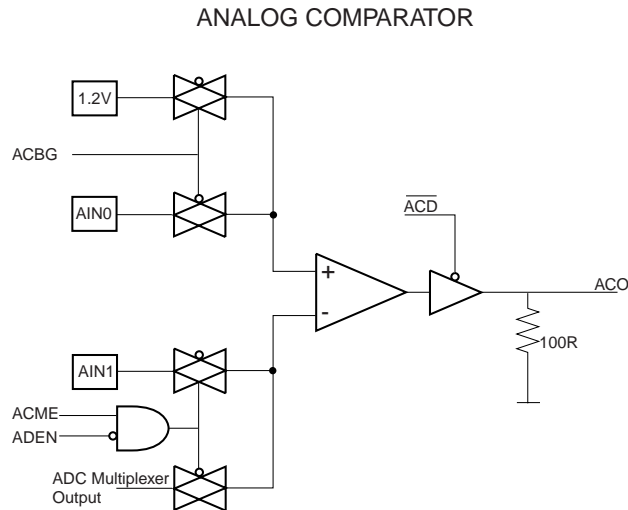 ANALOG COMPARATOR
1.2V
ACBG
AIN0
ACD
ACO
+
-
100R
AIN1
ACME
ADEN
ADC Multiplexer
Output